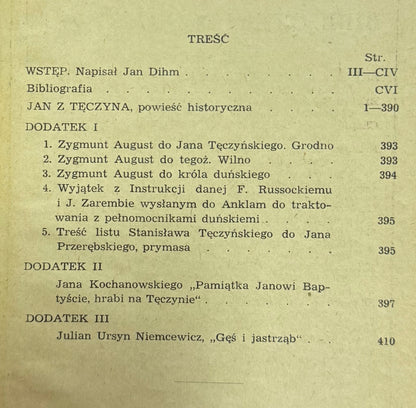 TREŚĆ
Str.
WSTĘP. Napisał Jan Dihm . . . . . . . III—CIV
Bibliografia . . . . . . . . . . . CVI
JAN Z TĘCZYNA, powieść historyczna . . . . 1—390
DODATEK I
1. Zygmunt August do Jana Tęczyńskiego. Grodno 393
2. Zygmunt August do tegoż. Wilno . . . . 393
3. Zygmunt August do króla duńskiego . . . 394
4. Wyjątek z Instrukcji danej F. Russockiemu
i J. Zarembie wysłanym do Anklam do trakto-
wania z pełnomocnikami duńskiemi . . . . 395
5. Treść listu Stanisława Tęczyńskiego do Jana
Przerębskiego, prymasa . . . . . . 395
DODATEK II
Jana Kochanowskiego „Pamiątka Janowi Bap-
tyście, hrabi na Tęczynie“ . . . . . . 397
DODATEK III
Julian Ursyn Niemcewicz, „Gęś i jastrząb“ . . 410